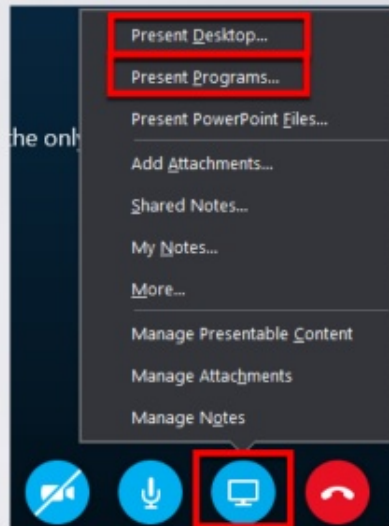 Present Desktop...
Present Programs...
Present PowerPoint Files...
he only
Add Attachments...
Shared Notes...
My Notes...
More...
Manage Presentable Content
Manage Attachments
Manage Notes